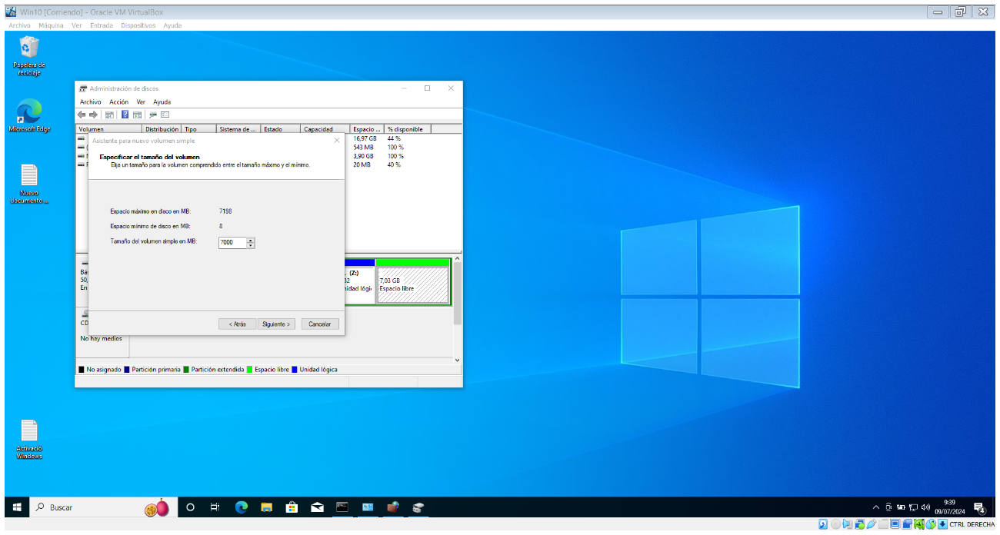 Win10 [Corriendo] - Oracle VM VirtualBox
Archivo Máquina Ver Entrada Dispositivos Ayuda
Papelera de
reciclaje
Microsoft Edge
Nuevo
documento ...
Activació
Windows
Administración de discos
Archivo Acción Ver Ayuda
Volumen Distribución Tipo Sistema de ... Estado Capacidad Espacio ... % disponible
16,97 GB 44 %
543 MB 100 %
3,90 GB 100 %
20 MB 40 %
Asistente para nuevo volumen simple
Especificar el tamaño del volumen
Elija un tamaño para la volumen comprendido entre el tamaño máximo y el mínimo.
Espacio máximo en disco en MB: 7198
Espacio mínimo de disco en MB: 8
Tamaño del volumen simple en MB: 7000
< Atrás Siguiente > Cancelar
Bá
50,
En
(Z:)
32
nidad lógi
7,03 GB
Espacio libre
CD
No hay medios
No asignado Partición primaria Partición extendida Espacio libre Unidad lógica
Buscar
9:39
09/07/2024
4
CTRL DERECHA